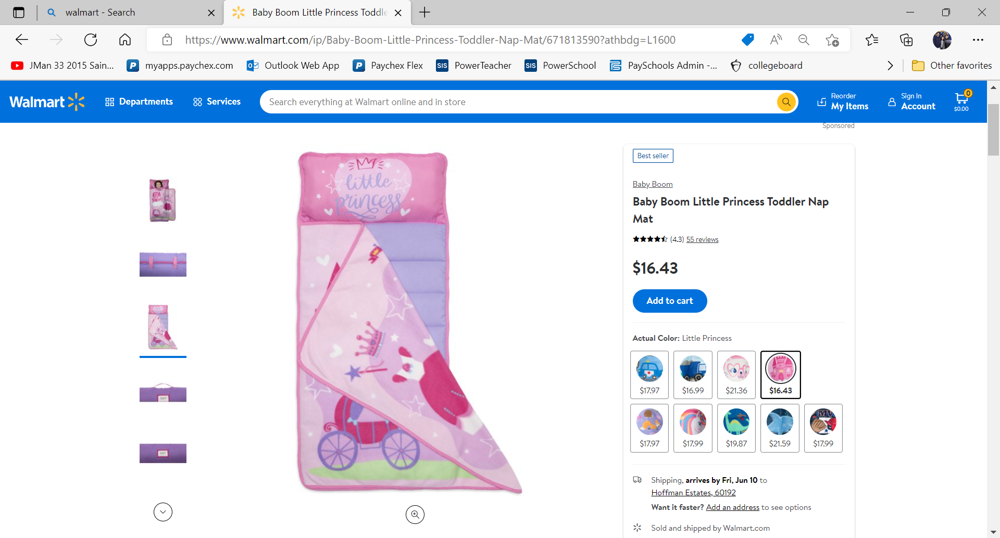 walmart - Search
Baby Boom Little Princess Toddle
https://www.walmart.com/ip/Baby-Boom-Little-Princess-Toddler-Nap-Mat/671813590?athbdg=L1600
JMan 33 2015 Sain...
myapps.paychex.com
Outlook Web App
Paychex Flex
SIS PowerTeacher
SIS PowerSchool
PaySchools Admin -...
collegeboard
Other favorites
Walmart
Departments
Services
Search everything at Walmart online and in store
Reorder
My Items
Sign In
Account
0
$0.00
Sponsored
little
princess
Best seller
Baby Boom
Baby Boom Little Princess Toddler Nap
Mat
(4.3) 55 reviews
$16.43
Add to cart
Actual Color: Little Princess
$17.97
$16.99
$21.36
$16.43
$17.97
$17.99
$19.87
$21.59
MV
$17.99
Shipping, arrives by Fri, Jun 10 to
Hoffman Estates, 60192
Want it faster? Add an address to see options
Sold and shipped by Walmart.com